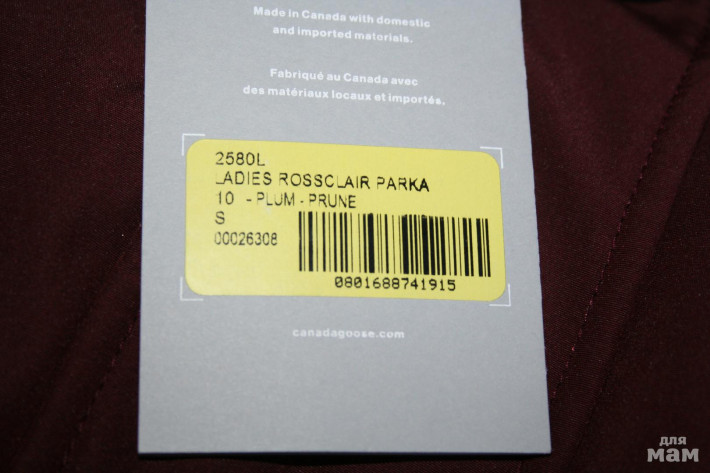 Made in Canada with domestic
and imported materials.
Fabriqué au Canada avec
des matériaux locaux et importés.
2580L
LADIES ROSSCLAIR PARKA
10 - PLUM - PRUNE
S
00026308
0801688741915
canadagoose.com
для
мам